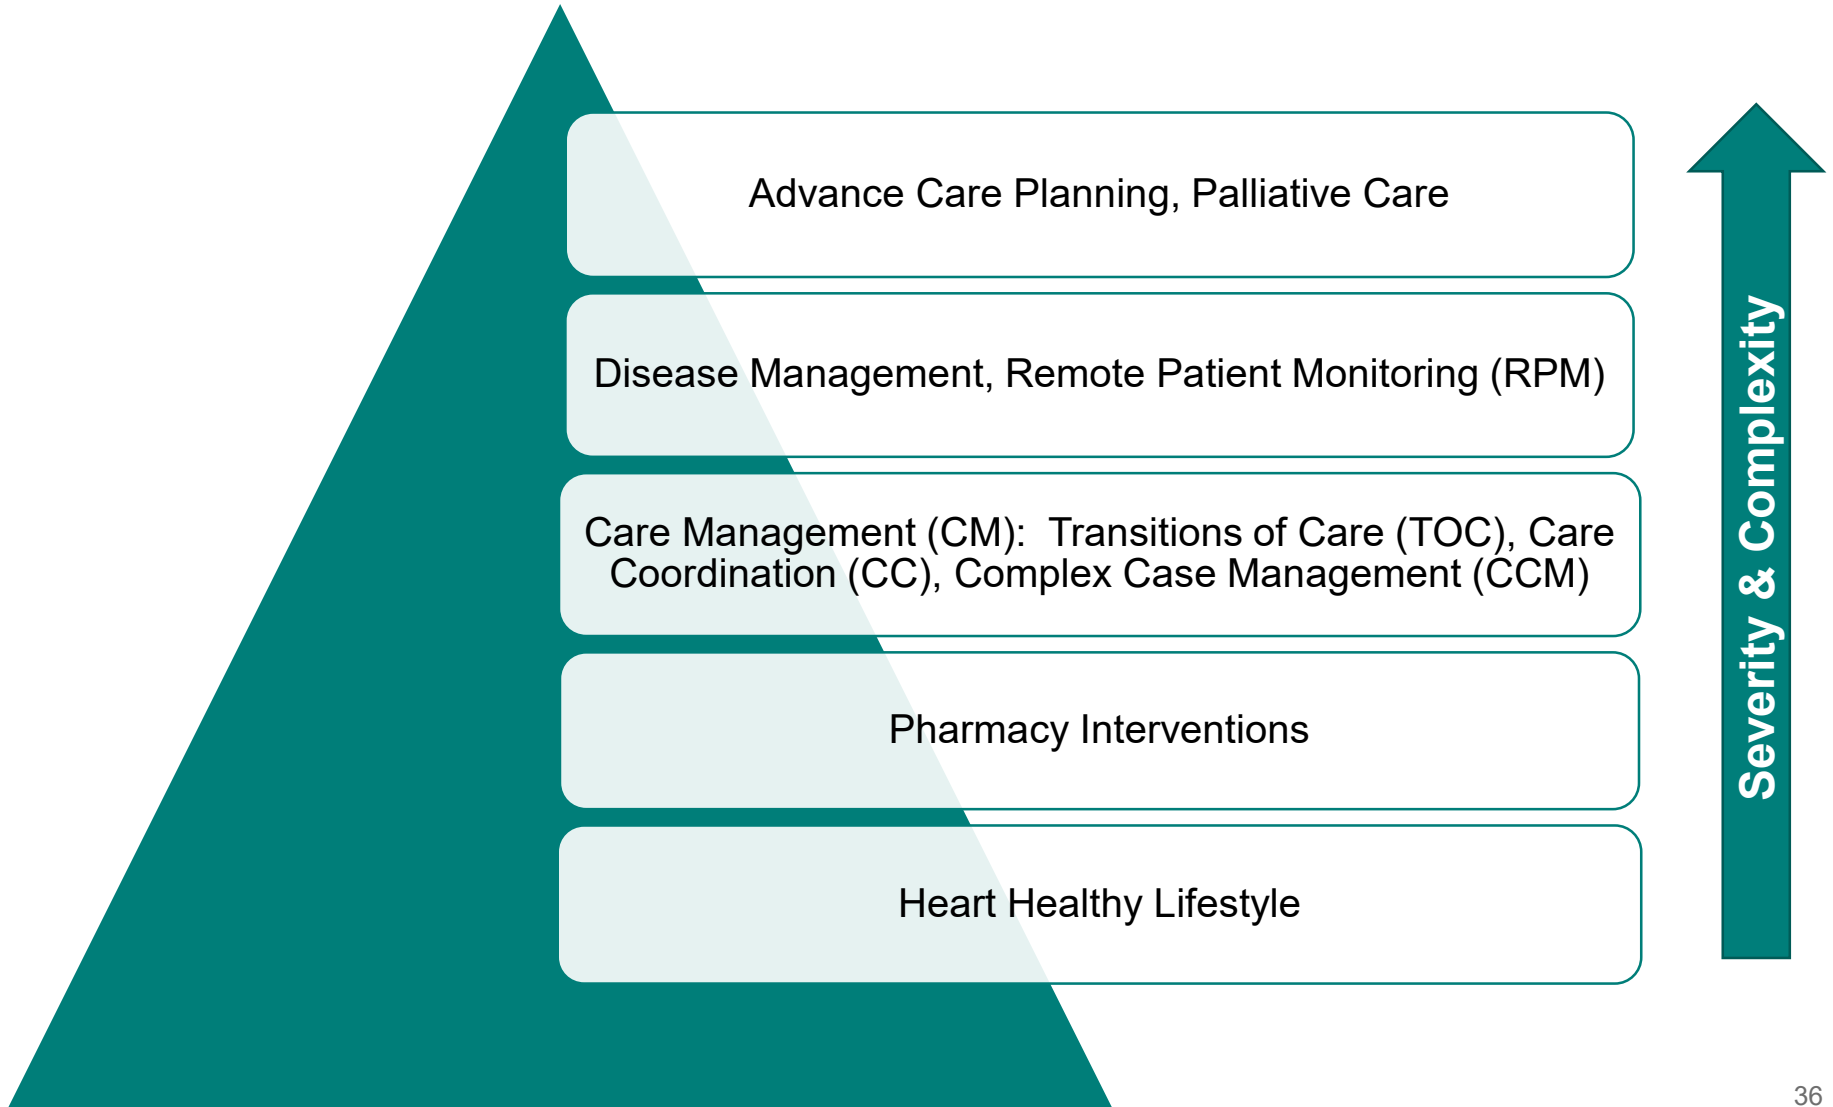 Advance Care Planning, Palliative Care
Disease Management, Remote Patient Monitoring (RPM)
Care Management (CM):  Transitions of Care (TOC), Care
Coordination (CC), Complex Case Management (CCM)
Pharmacy Interventions
Heart Healthy Lifestyle
Severity & Complexity
36